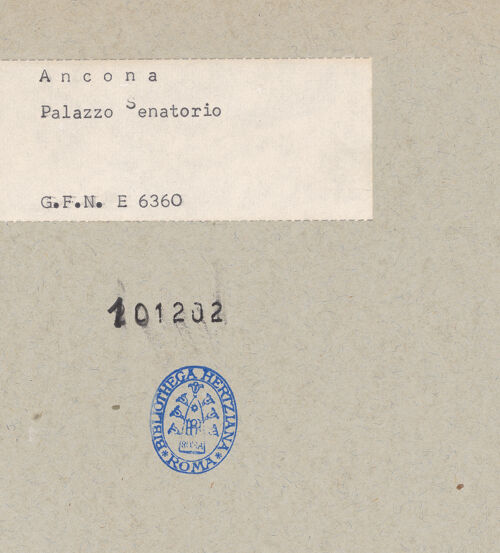 Ancona
Palazzo Senatorio
G.F.N. E 6360
101202
BIBLIOTHECA HERTZIANA
* ROMA *